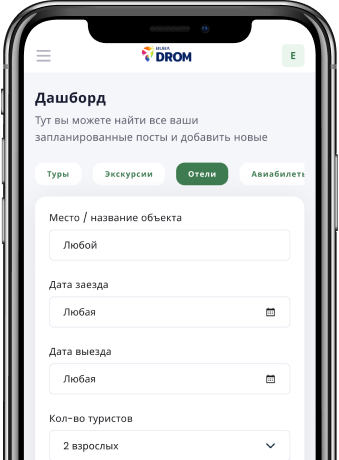 VIVA
DROM
E
Дашборд
Тут вы можете найти все ваши
запланированные посты и добавить новые
Туры
Экскурсии
Отели
Авиабилеты
Место / название объекта
Любой
Дата заезда
Любая
Дата выезда
Любая
Кол-во туристов
2 взрослых